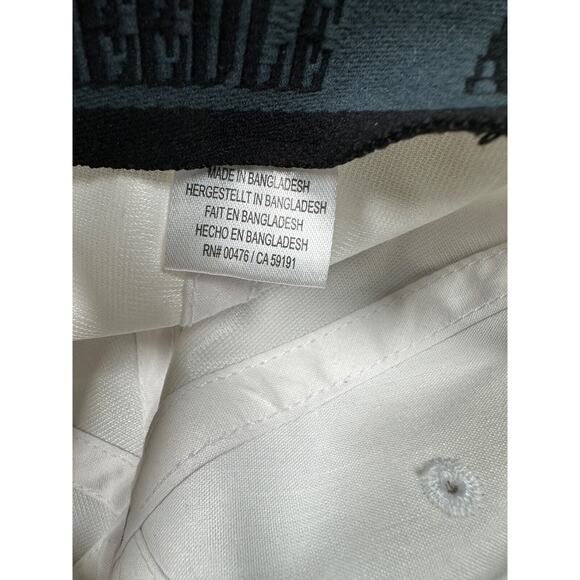 MADE IN BANGLADESH
HERGESTELLT IN BANGLADESH
FAIT EN BANGLADESH
HECHO EN BANGLADESH
RN# 00476 / CA 59191